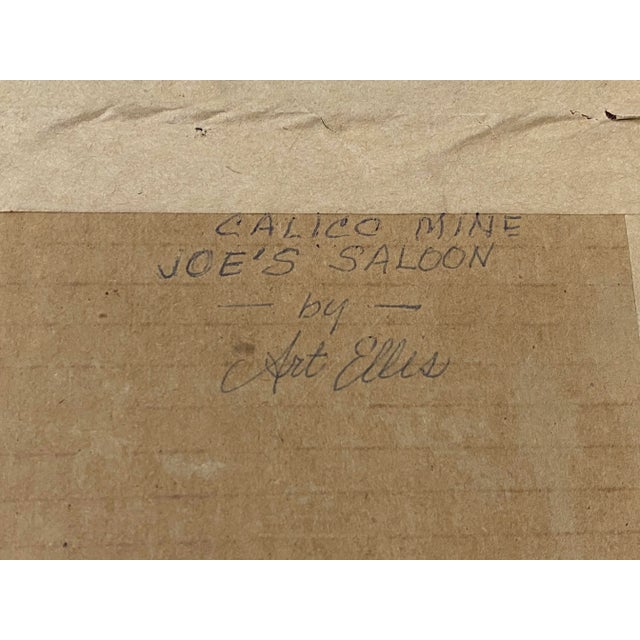 CALICO MINE
JOE'S SALOON
— by —
Art Ellis